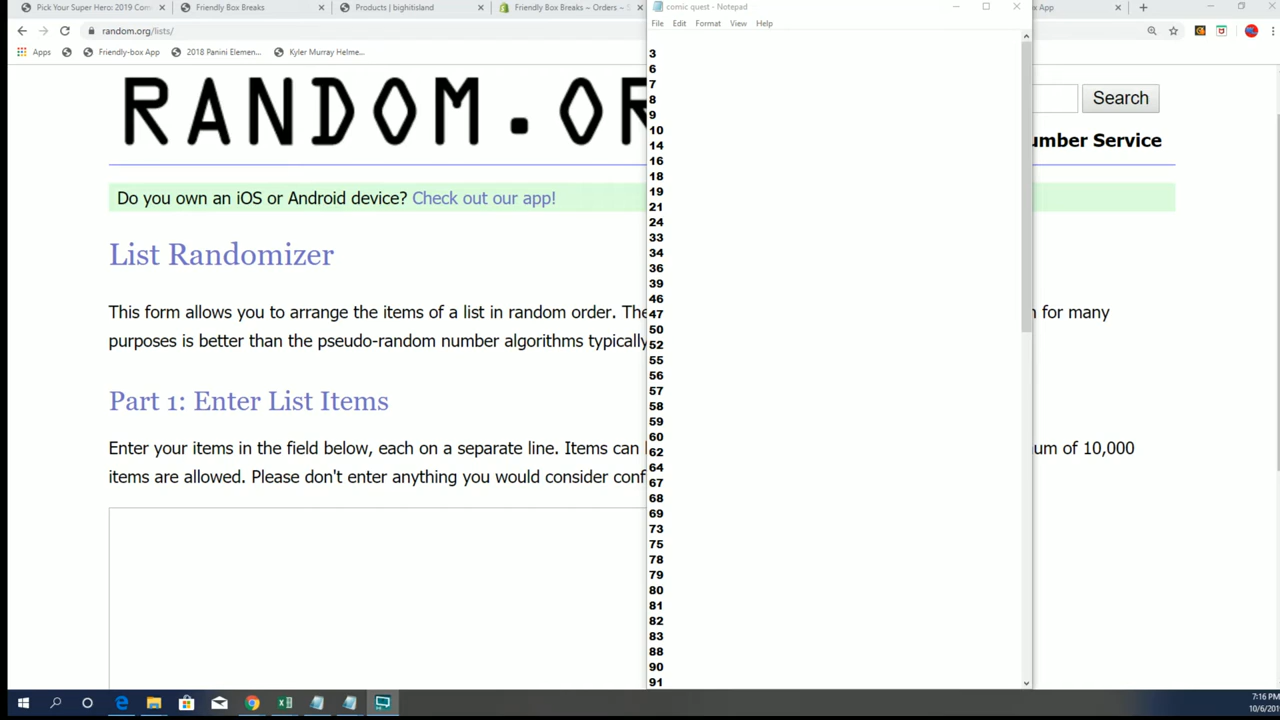 Pick Your Super Hero: 2019 Com
Friendly Box Breaks
Products | bighitisland
Friendly Box Breaks ~ Orders ~ S
App
random.org/lists/
Apps
Friendly-box App
2018 Panini Elemen...
Kyler Murray Helme...
comic quest - Notepad
File Edit Format View Help
3
6
7
8
9
10
14
16
18
19
21
24
33
34
36
39
46
47
50
52
55
56
57
58
59
60
62
64
67
68
69
73
75
78
79
80
81
82
83
88
90
91
RANDOM.OR
Search
umber Service
Do you own an iOS or Android device? Check out our app!
List Randomizer
This form allows you to arrange the items of a list in random order. The
n for many
purposes is better than the pseudo-random number algorithms typically
Part 1: Enter List Items
Enter your items in the field below, each on a separate line. Items can
um of 10,000
items are allowed. Please don't enter anything you would consider conf
7:16 PM
10/6/201